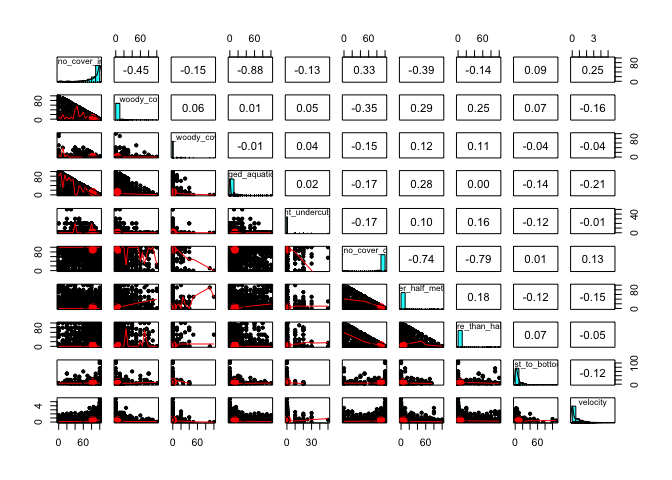 0 60 0 60 0 60 0 3
no_cover_in -0.45 -0.15 -0.88 -0.13 0.33 -0.39 -0.14 0.09 0.25 0 80
0 80 woody_co 0.06 0.01 0.05 -0.35 0.29 0.25 0.07 -0.16
woody_cov -0.01 0.04 -0.15 0.12 0.11 -0.04 -0.04 0 80
0 80 ged_aquatic 0.02 -0.17 0.28 0.00 -0.14 -0.21
nt_undercut -0.17 0.10 0.16 -0.12 -0.01 0 40
0 80 no_cover_o -0.74 -0.79 0.01 0.13
er_half_met 0.18 -0.12 -0.15 0 80
0 80 re_than_hal 0.07 -0.05
st_to_botto -0.12 0 100
0 4 velocity
0 60 0 60 0 30 0 60 0 60